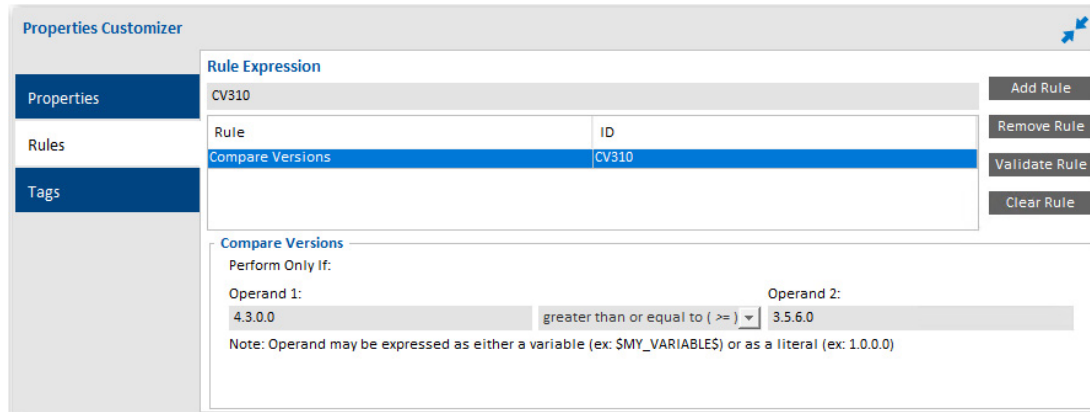 Properties Customizer
Rule Expression
Properties
CV310
Add Rule
Rules
Rule ID
Remove Rule
Compare Versions CV310
Validate Rule
Tags
Clear Rule
Compare Versions
Perform Only If:
Operand 1: Operand 2:
4.3.0.0 greater than or equal to ( >= ) 3.5.6.0
Note: Operand may be expressed as either a variable (ex: $MY_VARIABLE$) or as a literal (ex: 1.0.0.0)